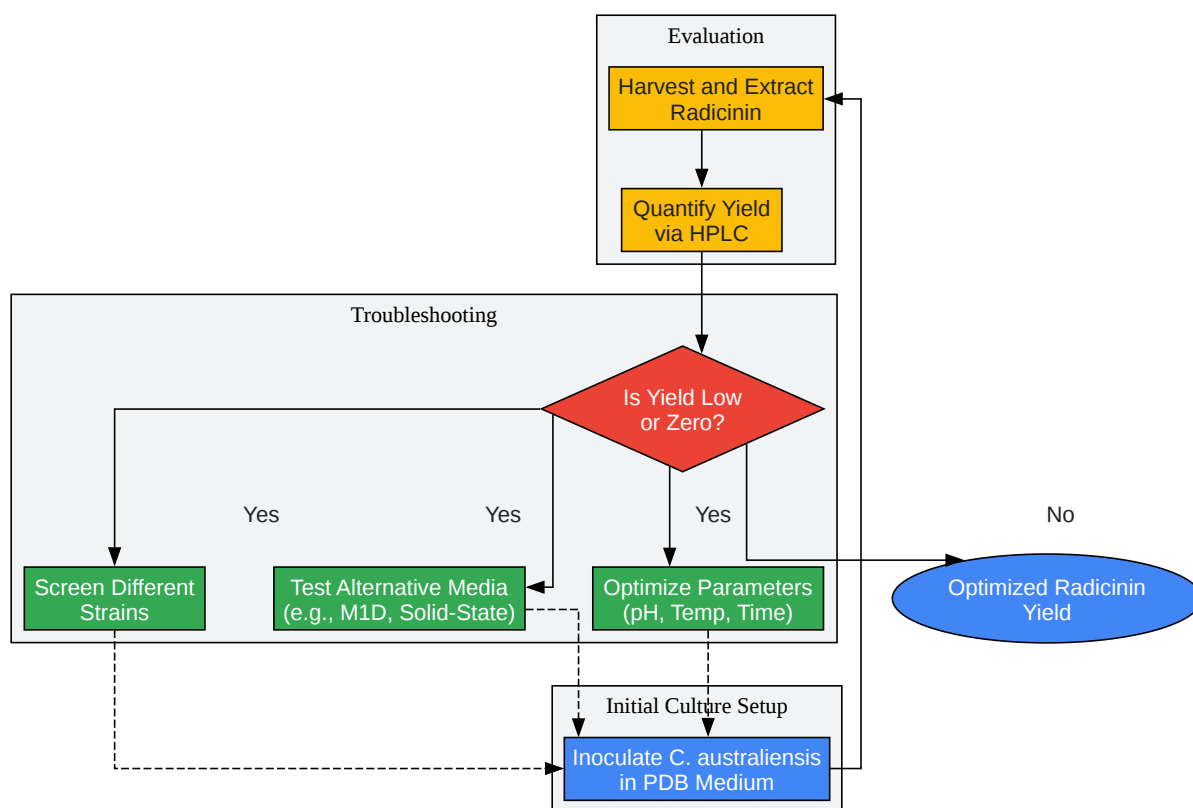 Evaluation
Harvest and Extract
Radicinin
Quantify Yield
via HPLC
Troubleshooting
Is Yield Low
or Zero?
Yes
Yes
Yes
No
Screen Different
Strains
Test Alternative Media
(e.g., M1D, Solid-State)
Optimize Parameters
(pH, Temp, Time)
Optimized Radicinin
Yield
Initial Culture Setup
Inoculate C. australiensis
in PDB Medium